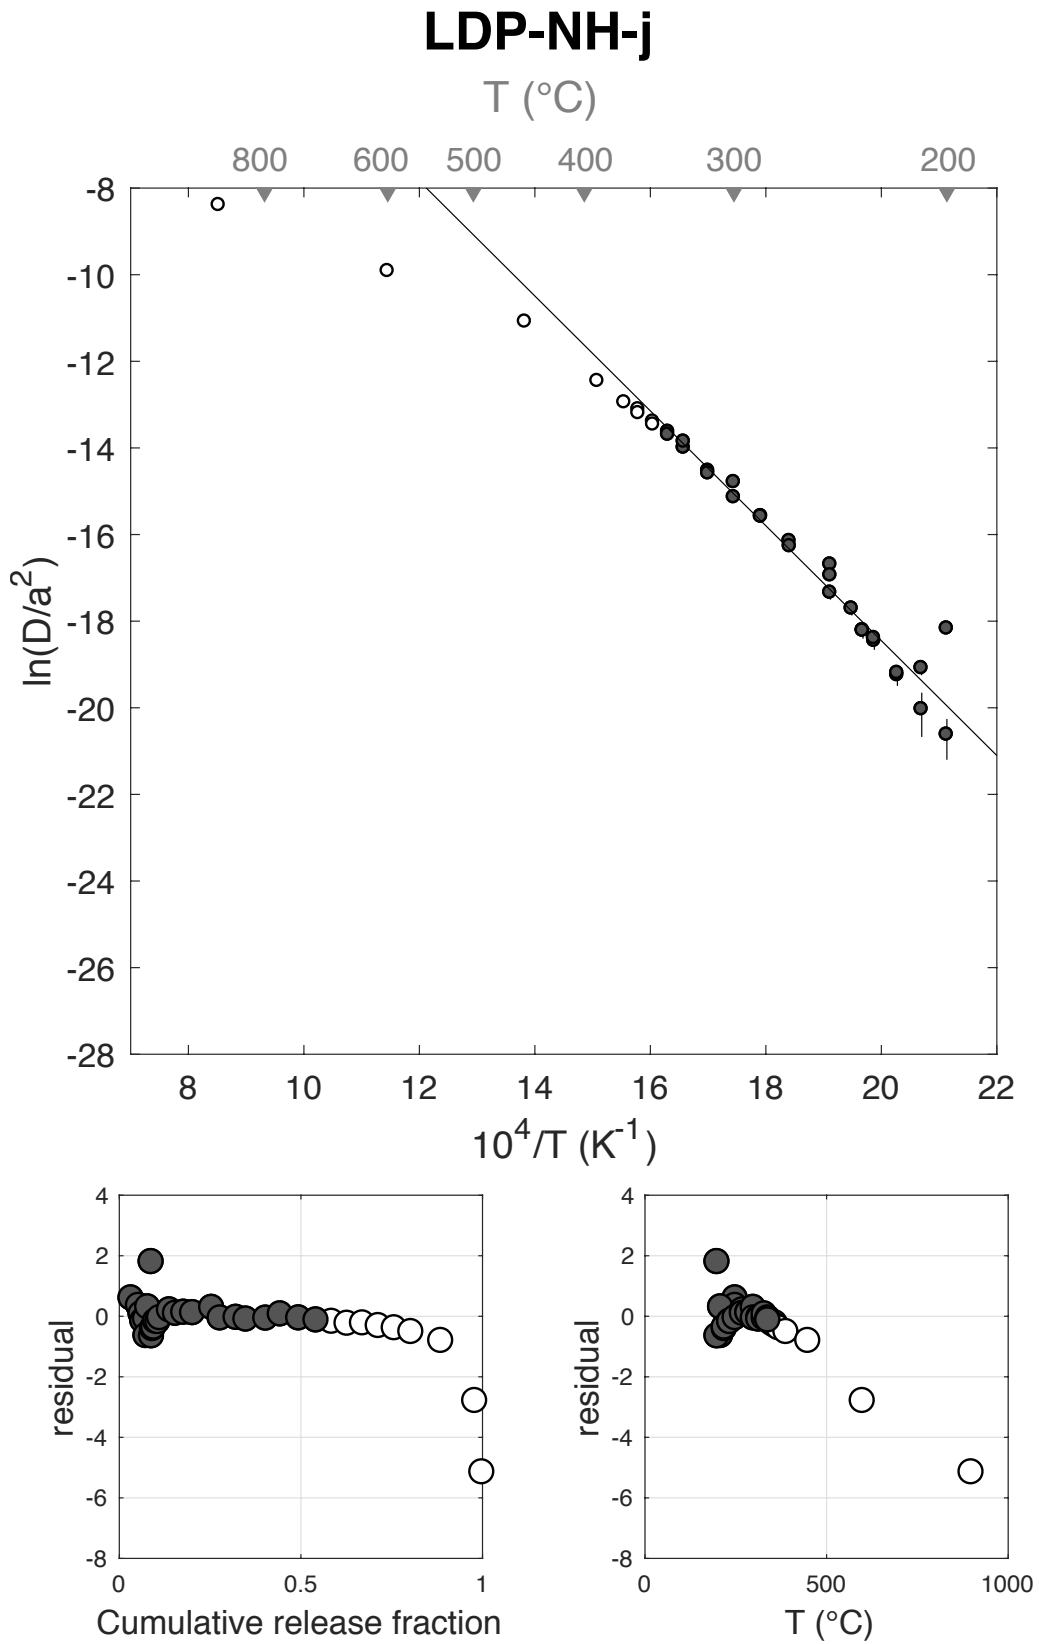 LDP-NH-j
T (°C)
800 600 500 400 300 200
-8
-10
-12
-14
-16
-18
-20
-22
-24
-26
-28
ln(D/a²)
8 10 12 14 16 18 20 22
10⁴/T (K⁻¹)
4
2
0
-2
-4
-6
-8
residual
0 0.5 1
Cumulative release fraction
4
2
0
-2
-4
-6
-8
residual
0 500 1000
T (°C)